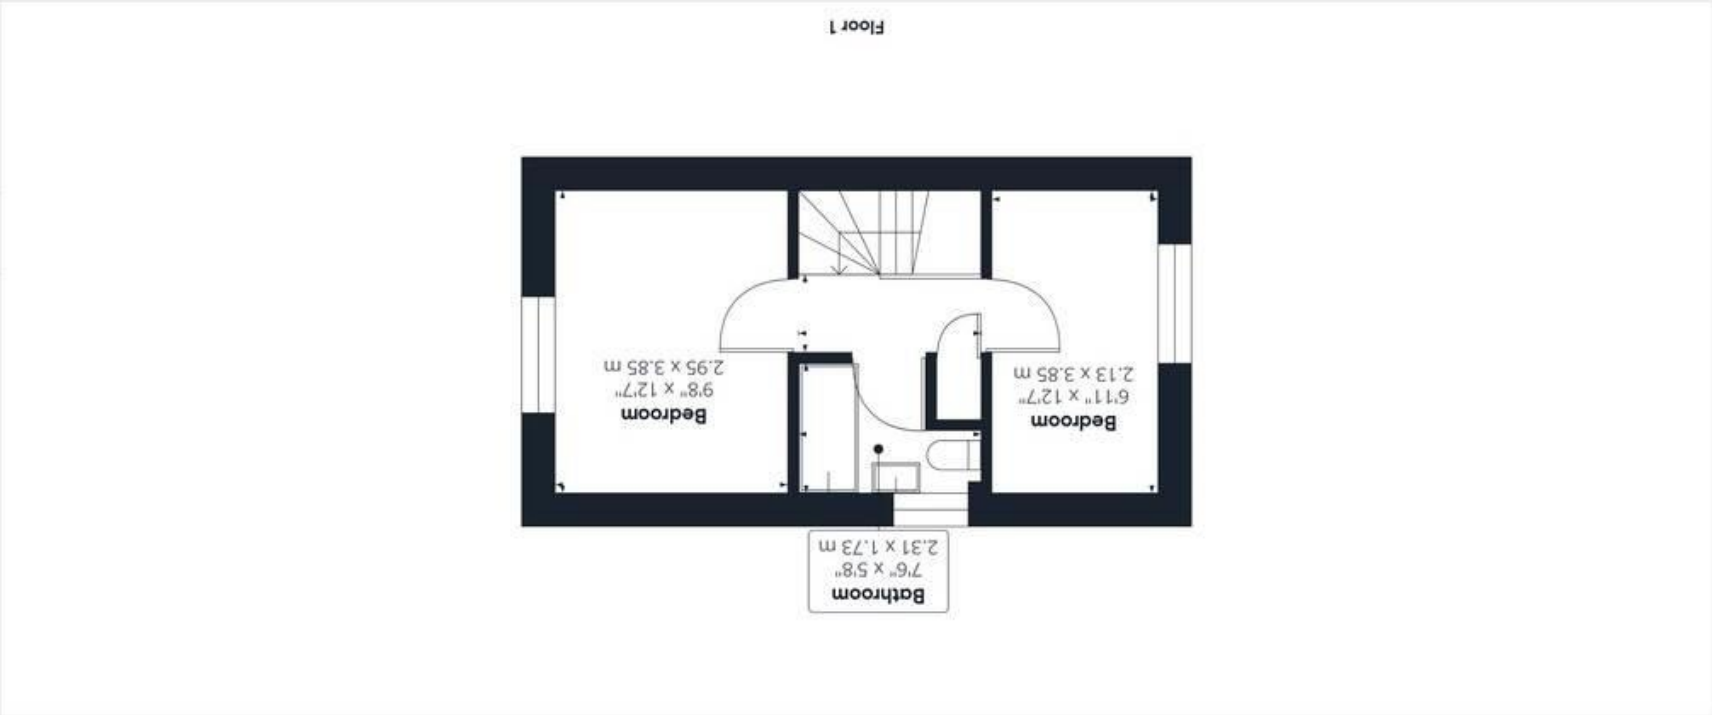 Bathroom
7'6" x 5'8"
2.31 x 1.73 m
Bedroom
6'11" x 12'7"
2.13 x 3.85 m
Bedroom
9'8" x 12'7"
2.95 x 3.85 m
Floor 1